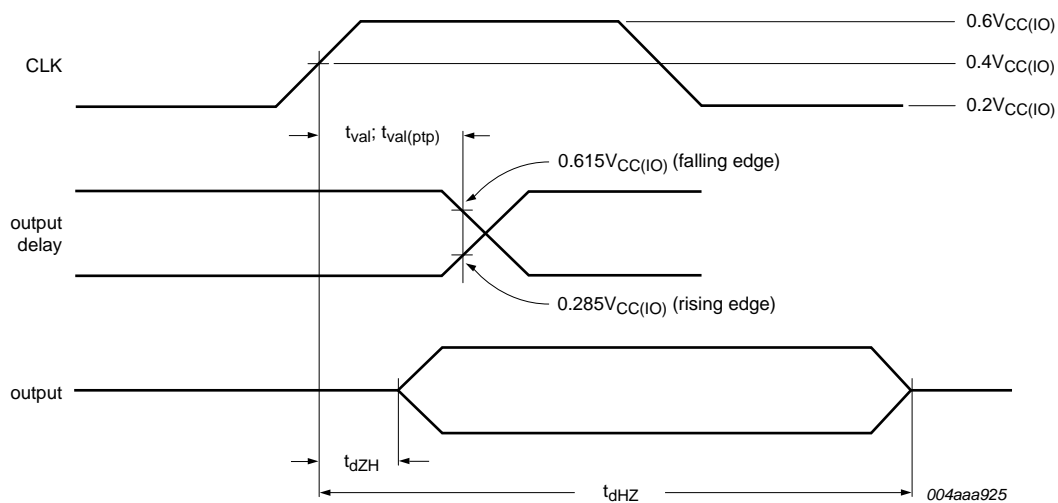 0.6VCC(IO)
CLK
0.4VCC(IO)
0.2VCC(IO)
tval; tval(ptp)
0.615VCC(IO) (falling edge)
output
delay
0.285VCC(IO) (rising edge)
output
tdZH
tdHZ
004aaa925